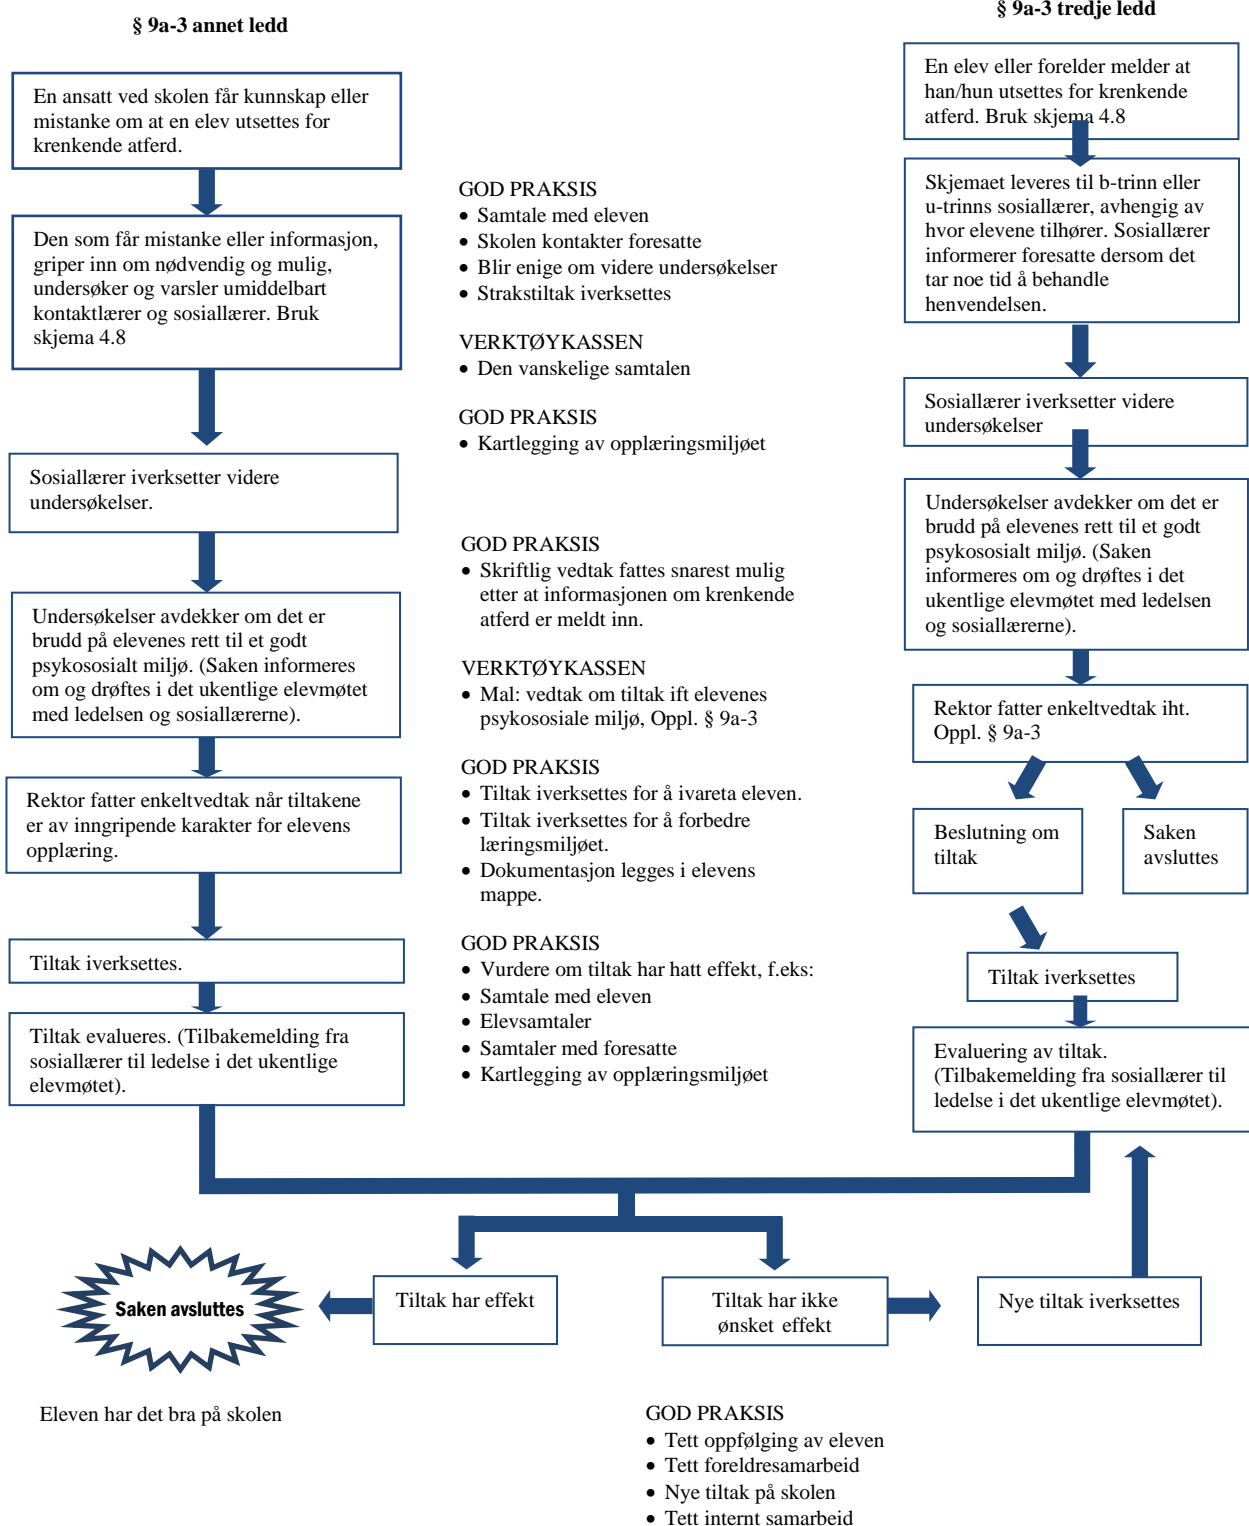 § 9a-3 annet ledd
En ansatt ved skolen får kunnskap eller
mistanke om at en elev utsettes for
krenkende atferd.
Den som får mistanke eller informasjon,
griper inn om nødvendig og mulig,
undersøker og varsler umiddelbart
kontaktlærer og sosiallærer. Bruk
skjema 4.8
Sosiallærer iverksetter videre
undersøkelser.
Undersøkelser avdekker om det er
brudd på elevenes rett til et godt
psykososialt miljø. (Saken informeres
om og drøftes i det ukentlige elevmøtet
med ledelsen og sosiallærerne).
Rektor fatter enkeltvedtak når tiltakene
er av inngripende karakter for elevens
opplæring.
Tiltak iverksettes.
Tiltak evalueres. (Tilbakemelding fra
sosiallærer til ledelse i det ukentlige
elevmøtet).
GOD PRAKSIS
• Samtale med eleven
• Skolen kontakter foresatte
• Blir enige om videre undersøkelser
• Strakstiltak iverksettes
VERKTØYKASSEN
• Den vanskelige samtalen
GOD PRAKSIS
• Kartlegging av opplæringsmiljøet
GOD PRAKSIS
• Skriftlig vedtak fattes snarest mulig
etter at informasjonen om krenkende
atferd er meldt inn.
VERKTØYKASSEN
• Mal: vedtak om tiltak ift elevenes
psykososiale miljø, Oppl. § 9a-3
GOD PRAKSIS
• Tiltak iverksettes for å ivareta eleven.
• Tiltak iverksettes for å forbedre
læringsmiljøet.
• Dokumentasjon legges i elevens
mappe.
GOD PRAKSIS
• Vurdere om tiltak har hatt effekt, f.eks:
• Samtale med eleven
• Elevsamtaler
• Samtaler med foresatte
• Kartlegging av opplæringsmiljøet
§ 9a-3 tredje ledd
En elev eller forelder melder at
han/hun utsettes for krenkende
atferd. Bruk skjema 4.8
Skjemaet leveres til b-trinn eller
u-trinns sosiallærer, avhengig av
hvor elevene tilhører. Sosiallærer
informerer foresatte dersom det
tar noe tid å behandle
henvendelsen.
Sosiallærer iverksetter videre
undersøkelser
Undersøkelser avdekker om det er
brudd på elevenes rett til et godt
psykososialt miljø. (Saken
informeres om og drøftes i det
ukentlige elevmøtet med ledelsen
og sosiallærerne).
Rektor fatter enkeltvedtak iht.
Oppl. § 9a-3
Beslutning om
tiltak
Saken
avsluttes
Tiltak iverksettes
Evaluering av tiltak.
(Tilbakemelding fra sosiallærer til
ledelse i det ukentlige elevmøtet).
Saken avsluttes
Tiltak har effekt
Tiltak har ikke
ønsket effekt
Nye tiltak iverksettes
Eleven har det bra på skolen
GOD PRAKSIS
• Tett oppfølging av eleven
• Tett foreldresamarbeid
• Nye tiltak på skolen
• Tett internt samarbeid